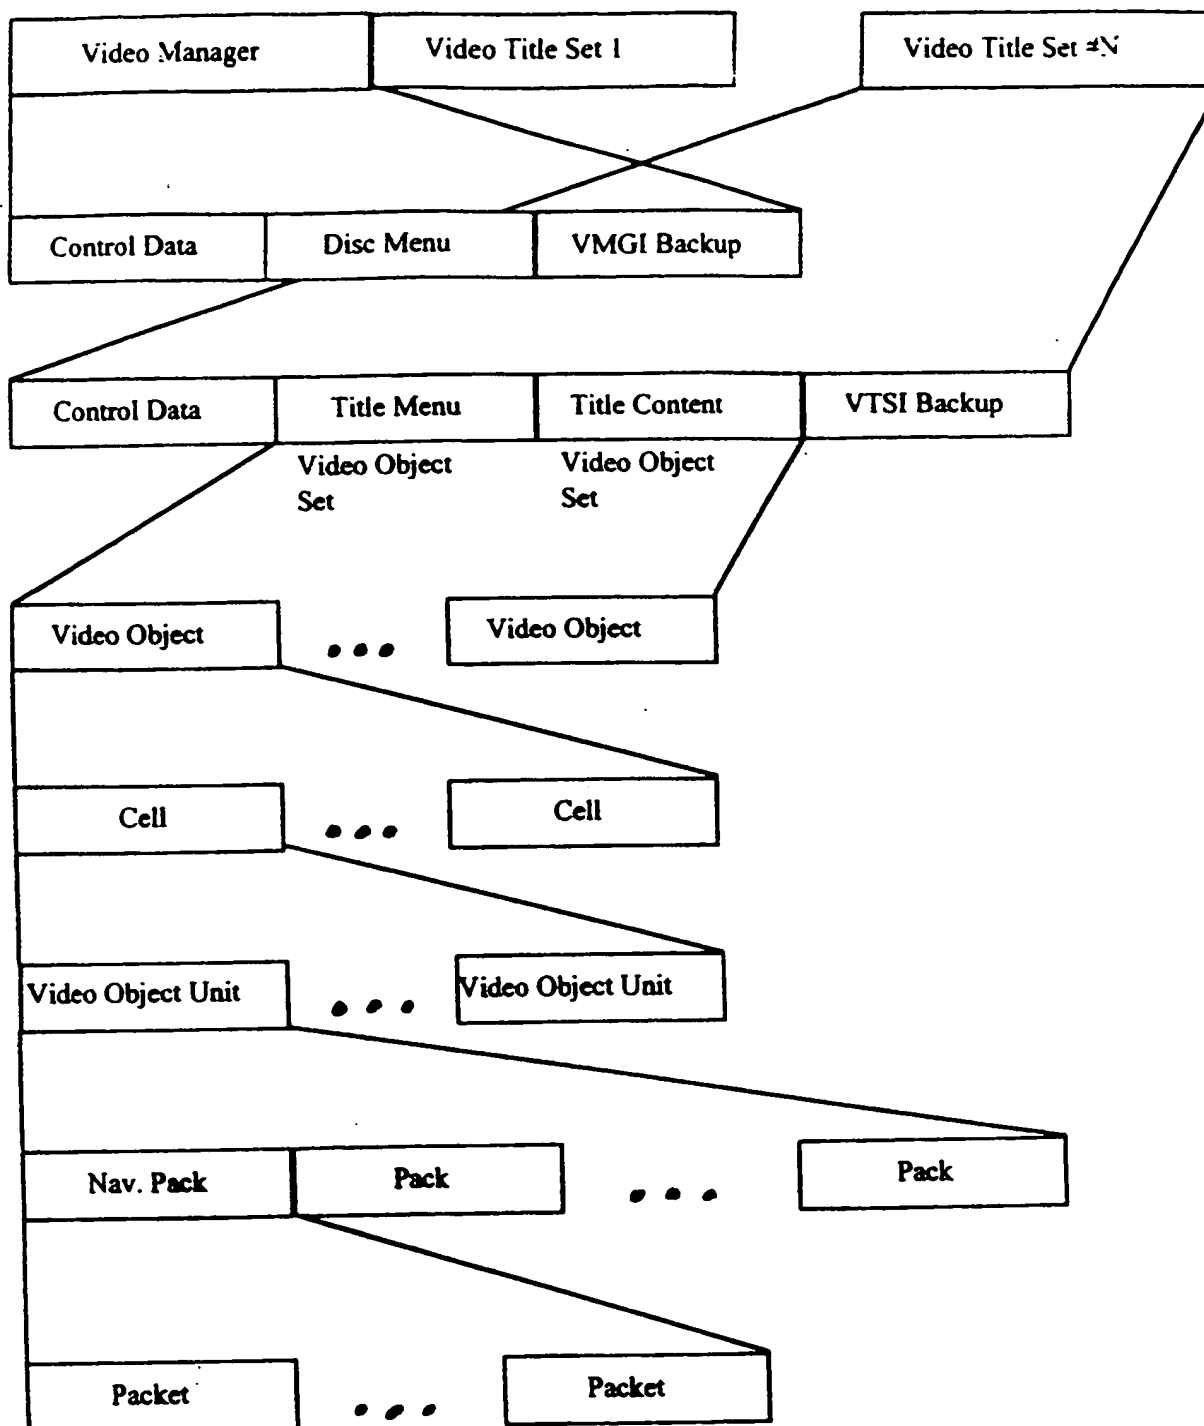 Video Manager
Video Title Set 1
Video Title Set #N
Control Data
Disc Menu
VMGI Backup
Control Data
Title Menu
Title Content
VTSI Backup
Video Object
Set
Video Object
Set
Video Object
Video Object
Cell
Cell
Video Object Unit
Video Object Unit
Nav. Pack
Pack
Pack
Packet
Packet